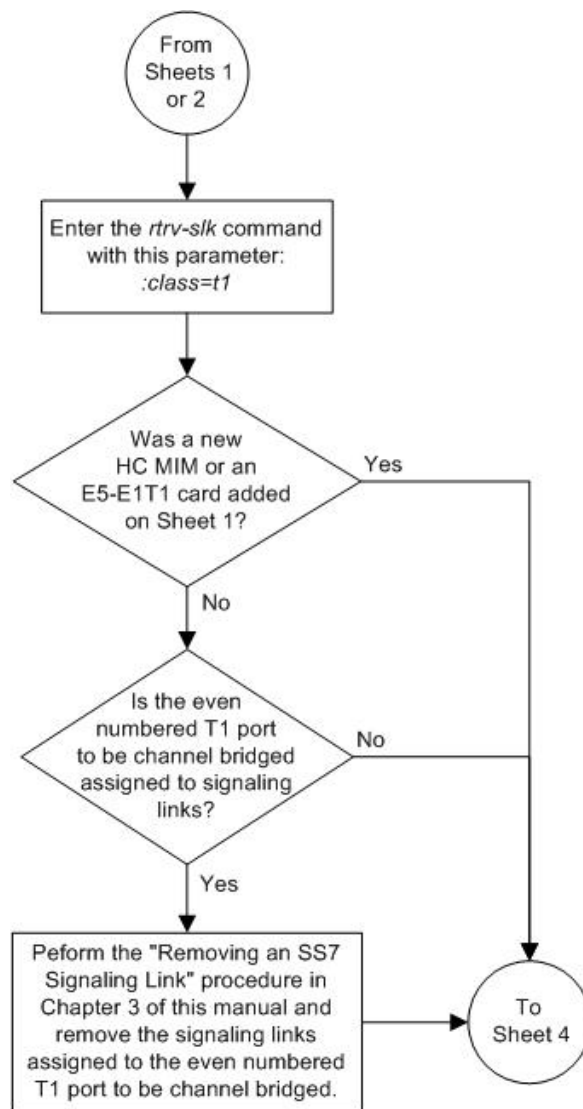 From
Sheets 1
or 2
Enter the rtrv-slk command
with this parameter:
:class=t1
Was a new
HC MIM or an
E5-E1T1 card added
on Sheet 1?
Yes
No
Is the even
numbered T1 port
to be channel bridged
assigned to signaling
links?
No
Yes
Peform the "Removing an SS7
Signaling Link" procedure in
Chapter 3 of this manual and
remove the signaling links
assigned to the even numbered
T1 port to be channel bridged.
To
Sheet 4